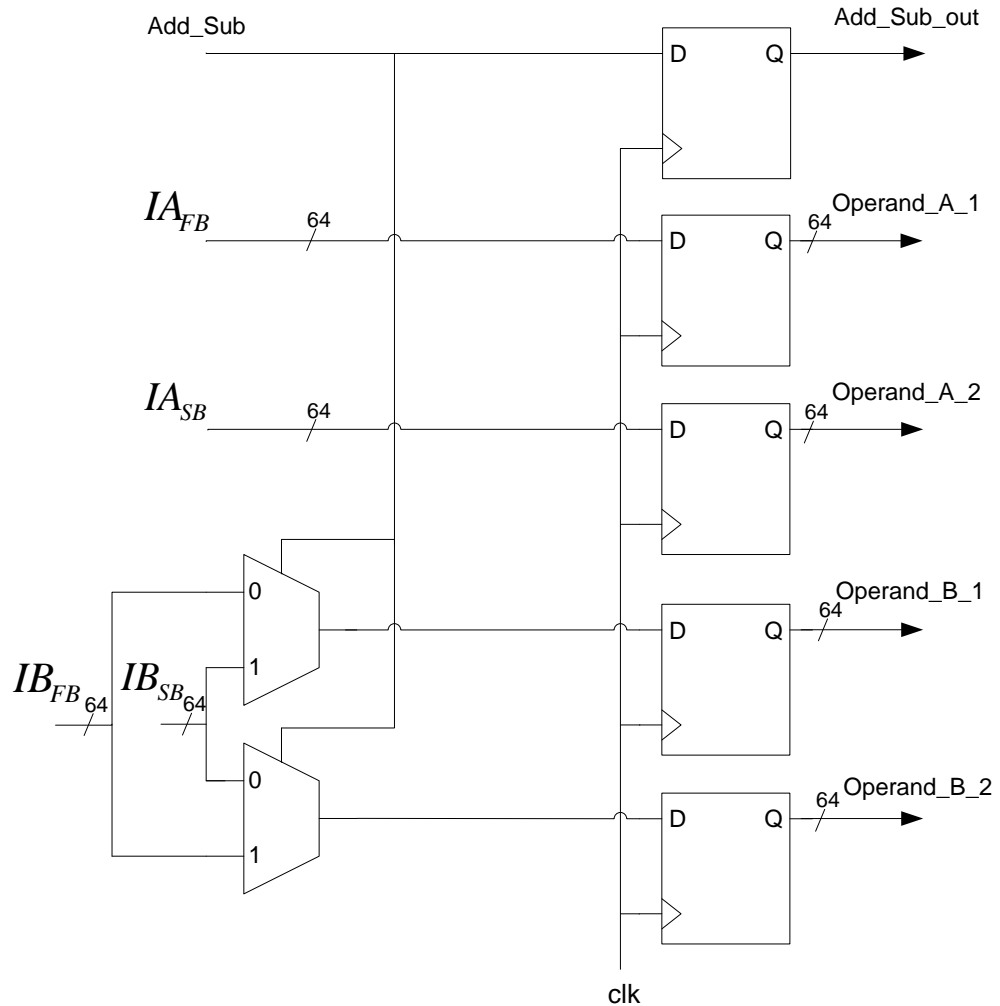 Add_Sub
Add_Sub_out
D
Q
IA_FB
64
Operand_A_1
64
D
Q
IA_SB
64
Operand_A_2
64
D
Q
0
1
Operand_B_1
64
D
Q
IB_FB
64
IB_SB
64
0
1
Operand_B_2
64
D
Q
clk